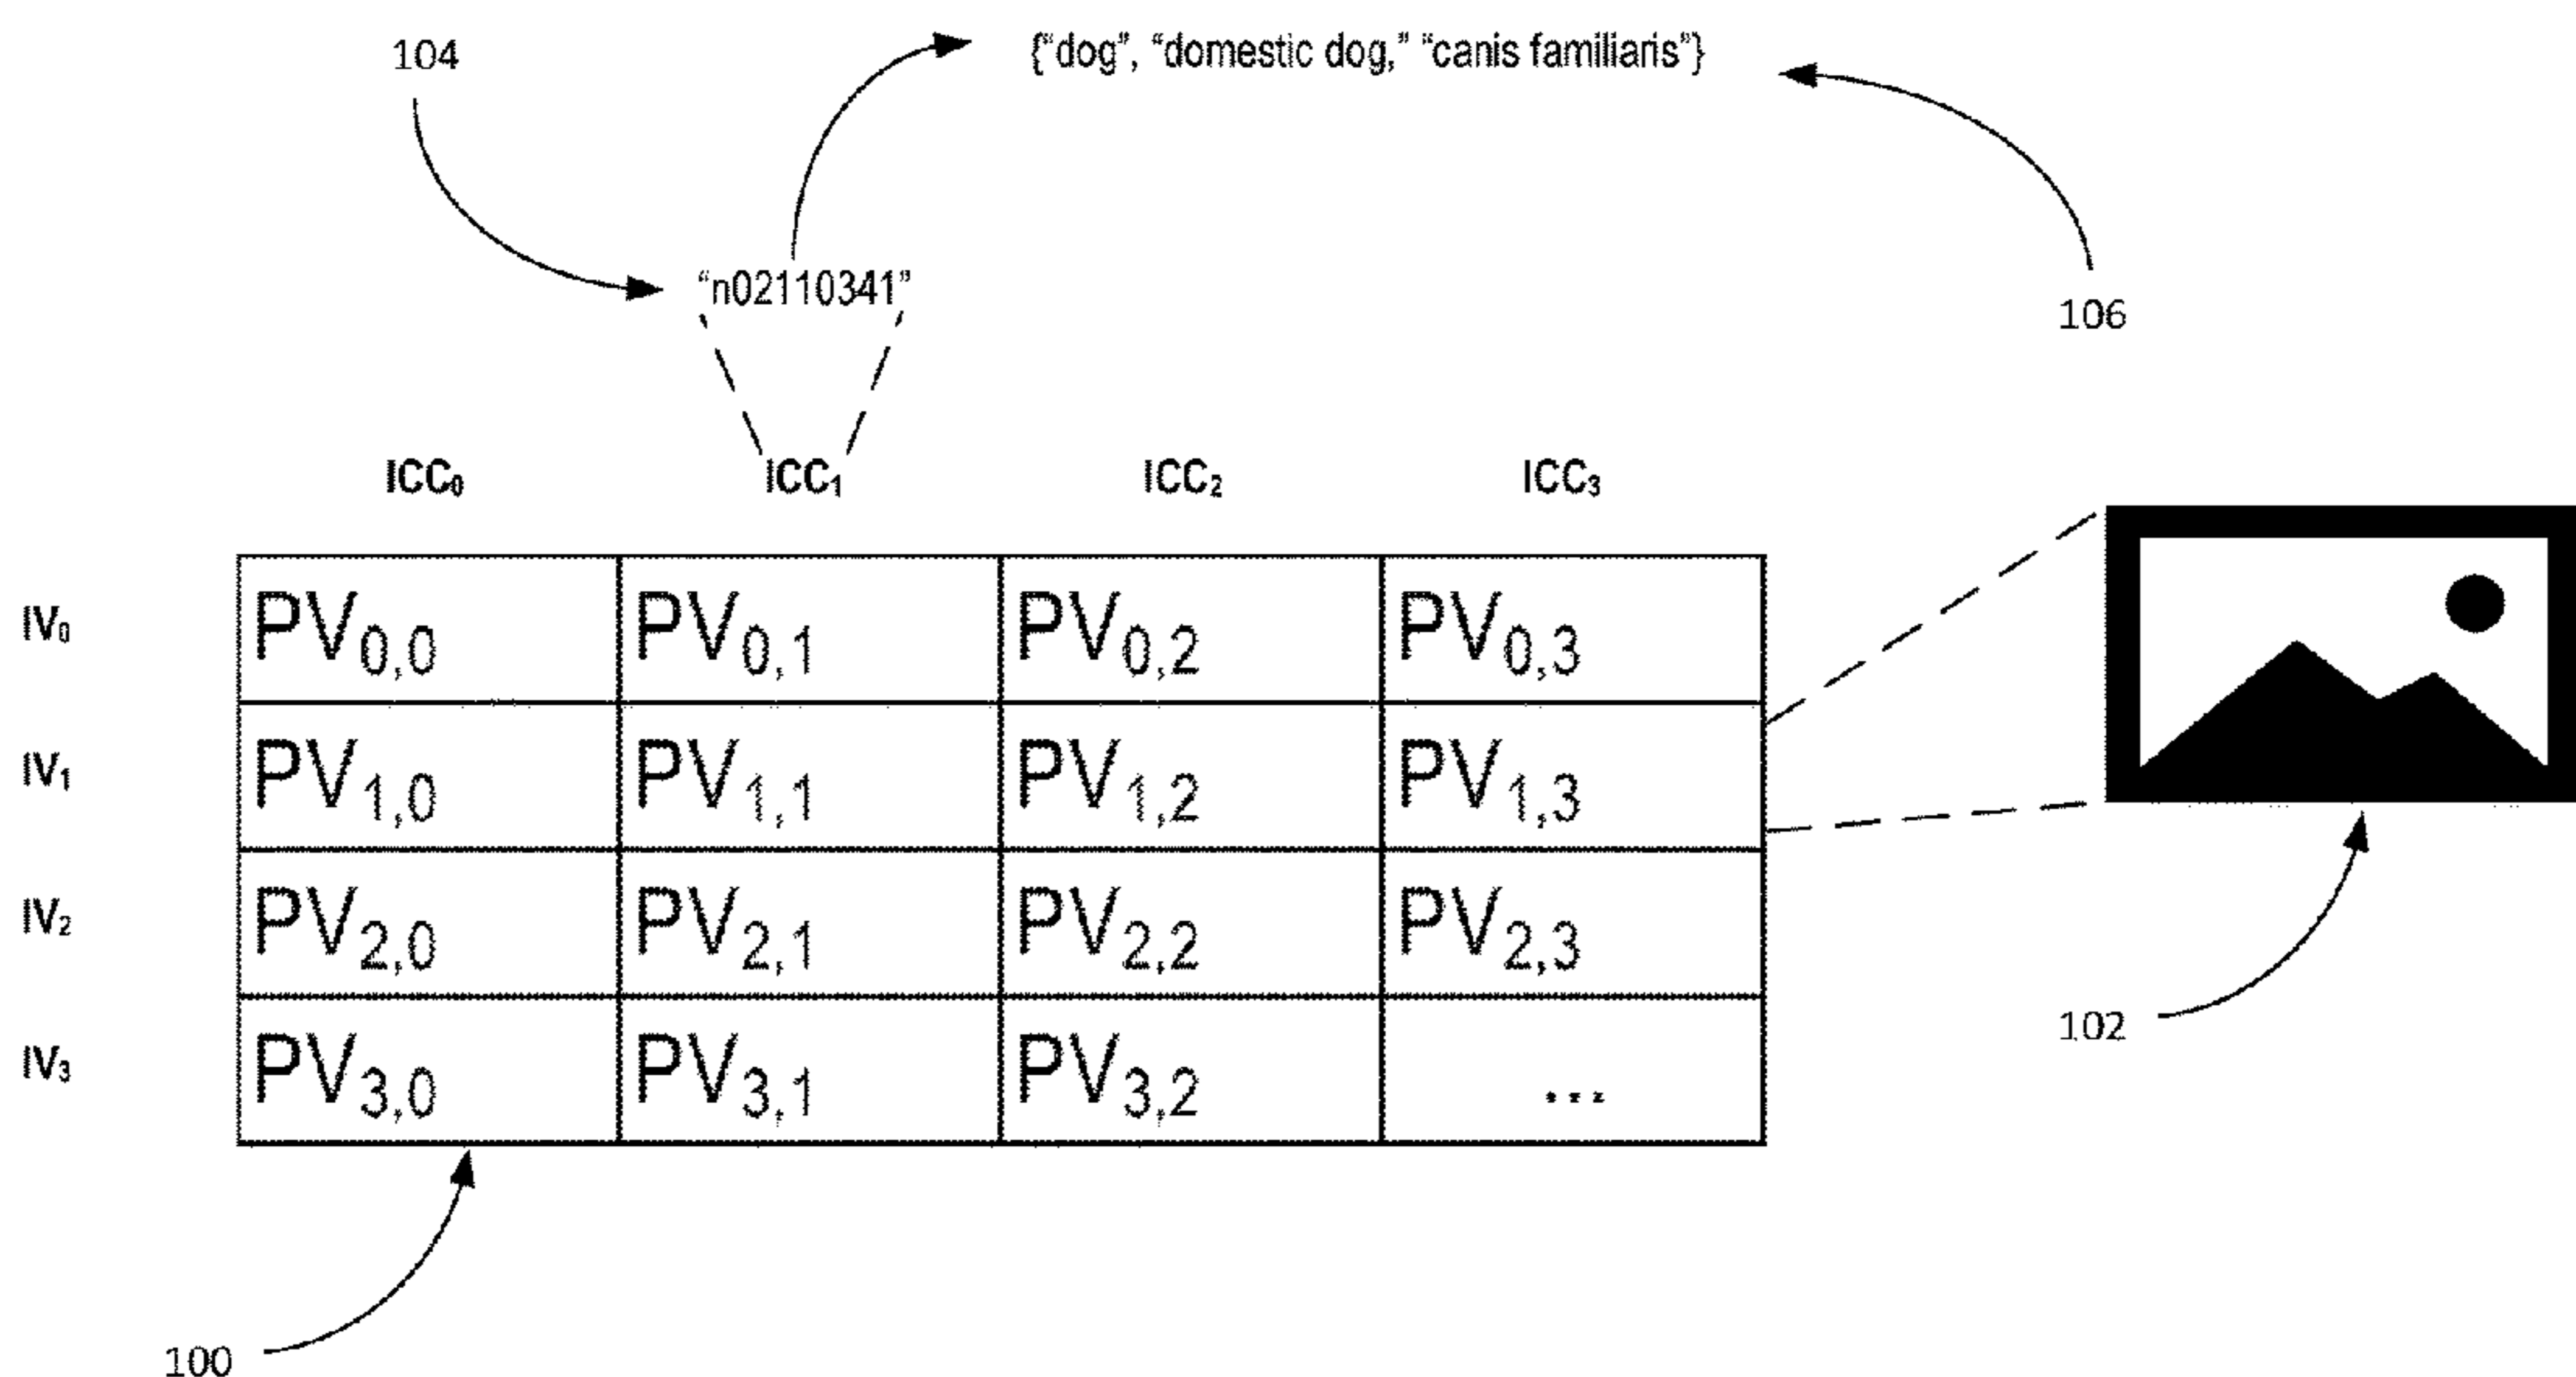 104
{“dog”, “domestic dog,” “canis familiaris”}
“n02110341”
106
ICC₀ ICC₁ ICC₂ ICC₃
IV₀ PV₀,₀ PV₀,₁ PV₀,₂ PV₀,₃
IV₁ PV₁,₀ PV₁,₁ PV₁,₂ PV₁,₃
IV₂ PV₂,₀ PV₂,₁ PV₂,₂ PV₂,₃
102
IV₃ PV₃,₀ PV₃,₁ PV₃,₂ ...
100